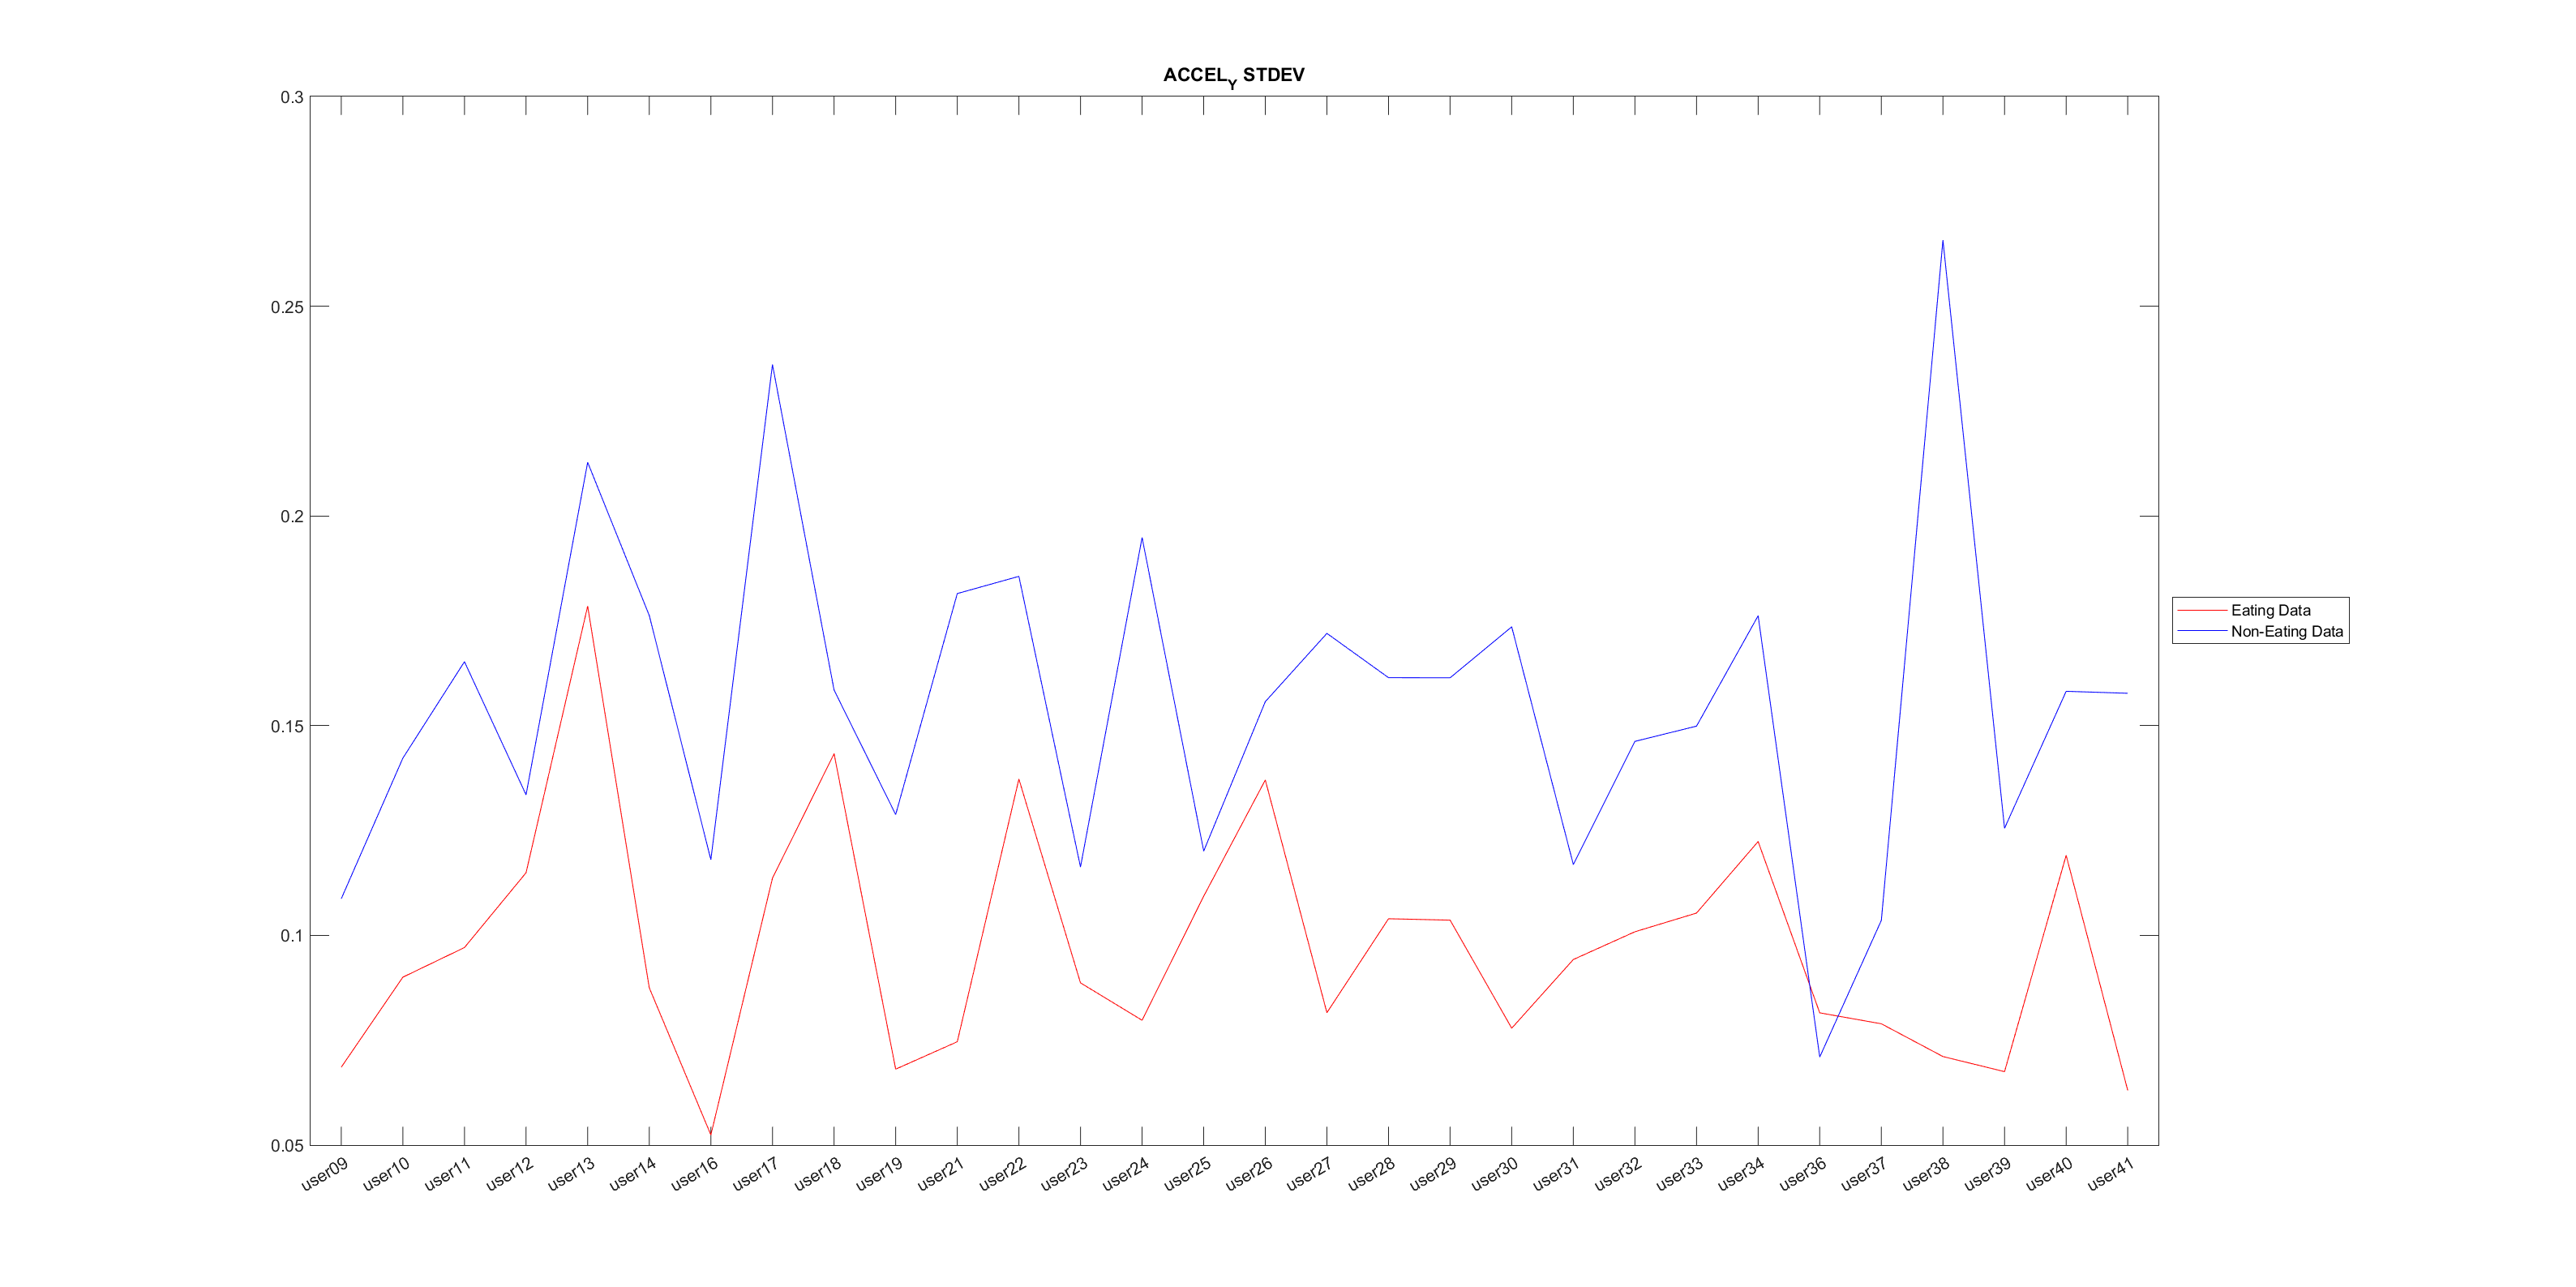 ACCEL_Y STDEV
0.3
0.25
0.2
0.15
0.1
0.05
Eating Data
Non-Eating Data
user09 user10 user11 user12 user13 user14 user16 user17 user18 user19 user21 user22 user23 user24 user25 user26 user27 user28 user29 user30 user31 user32 user33 user34 user36 user37 user38 user39 user40 user41